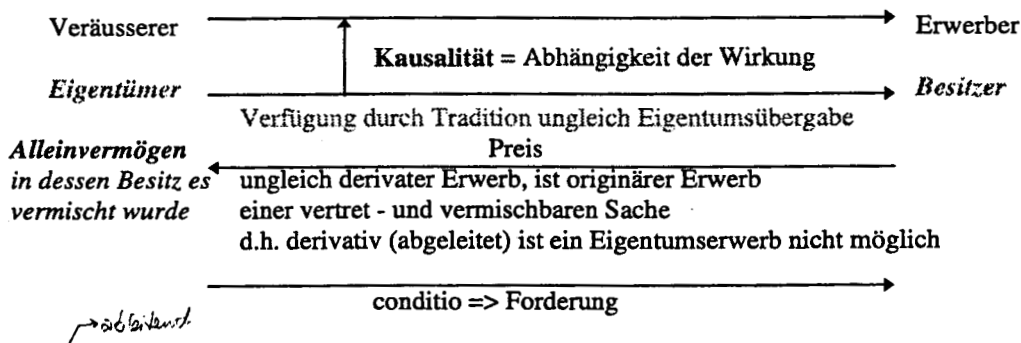 Veräusserer Erwerber
Kausalität = Abhängigkeit der Wirkung
Eigentümer Besitzer
Verfügung durch Tradition ungleich Eigentumsübergabe
Alleinvermögen Preis
in dessen Besitz es ungleich derivater Erwerb, ist originärer Erwerb
vermischt wurde einer vertret - und vermischbaren Sache
d.h. derivativ (abgeleitet) ist ein Eigentumserwerb nicht möglich
conditio => Forderung